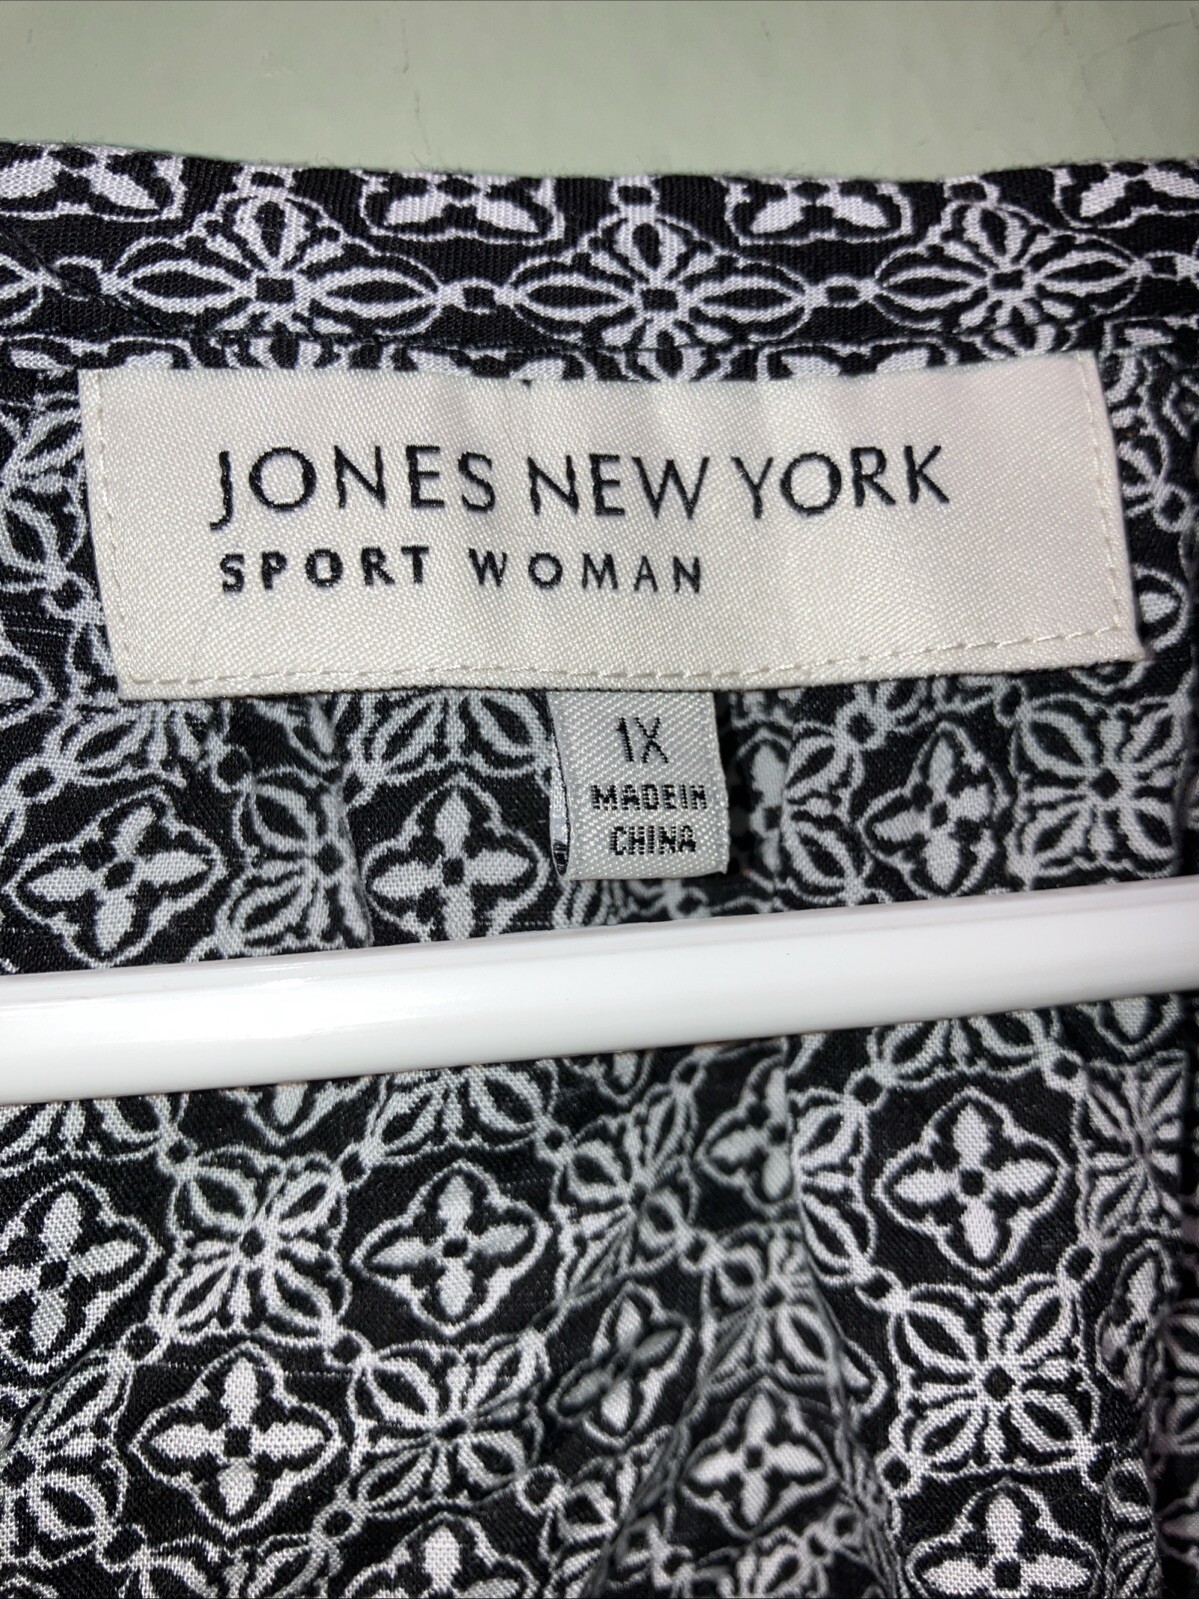 JONES NEW YORK
SPORT WOMAN
1X
MADE IN
CHINA